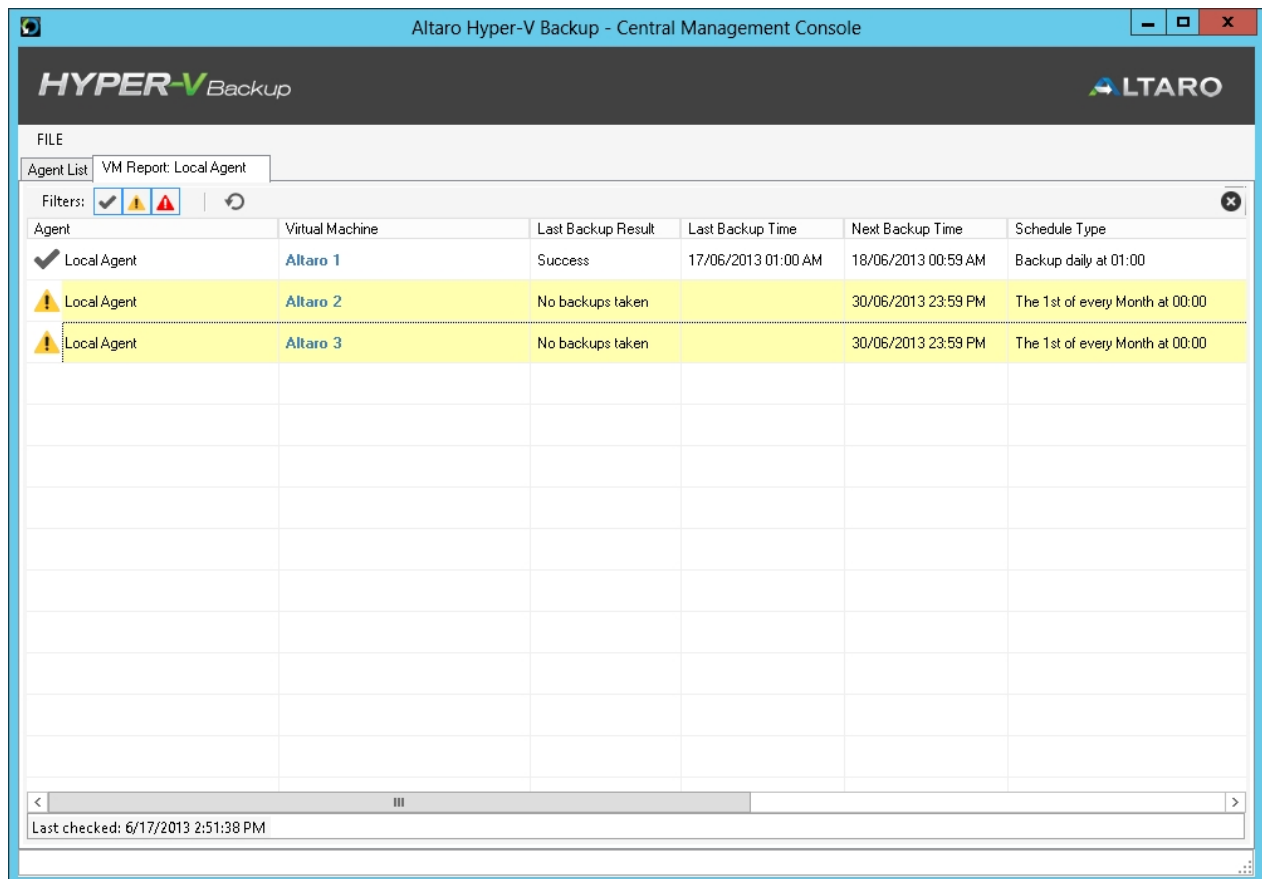 Altaro Hyper-V Backup - Central Management Console
HYPER-V Backup
ALTARO
FILE
Agent List VM Report: Local Agent
Filters:
Agent Virtual Machine Last Backup Result Last Backup Time Next Backup Time Schedule Type
Local Agent Altaro 1 Success 17/06/2013 01:00 AM 18/06/2013 00:59 AM Backup daily at 01:00
Local Agent Altaro 2 No backups taken 30/06/2013 23:59 PM The 1st of every Month at 00:00
Local Agent Altaro 3 No backups taken 30/06/2013 23:59 PM The 1st of every Month at 00:00
Last checked: 6/17/2013 2:51:38 PM